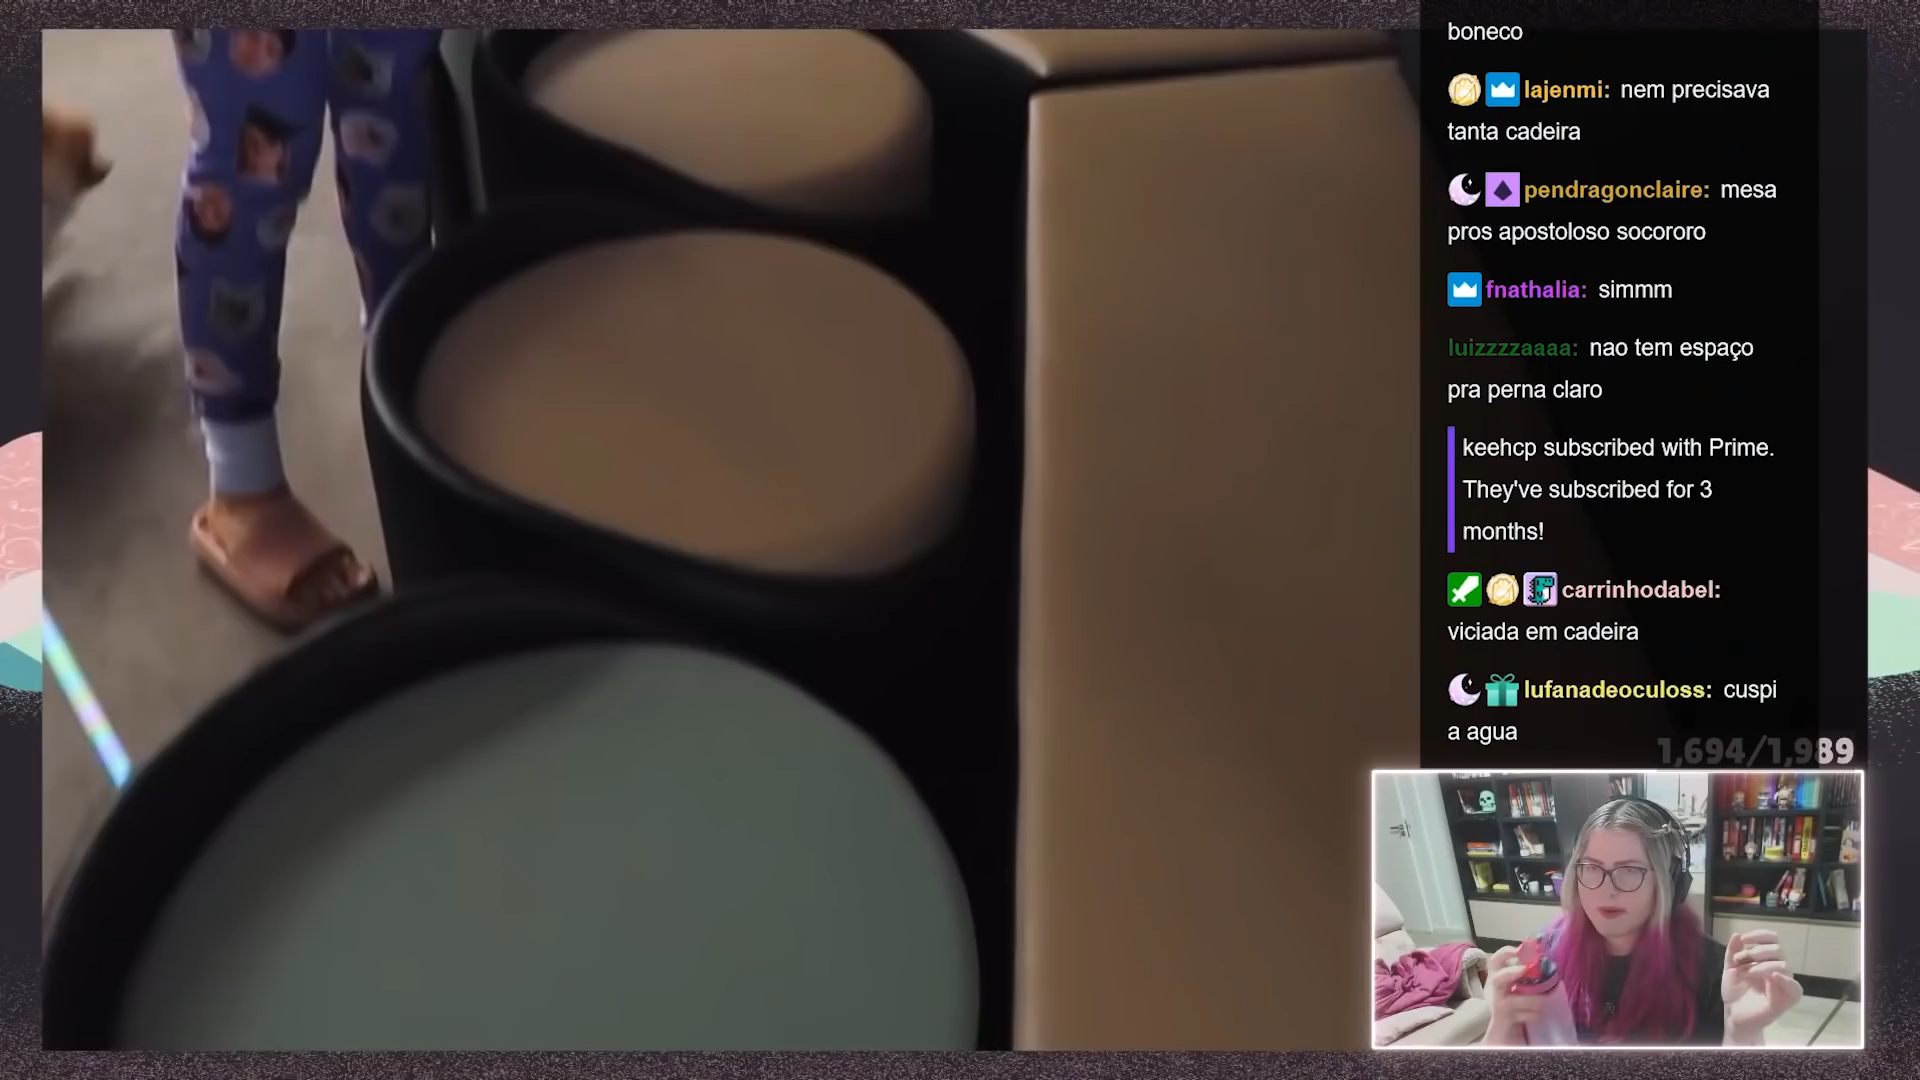 boneco
lajenmi: nem precisava
tanta cadeira
pendragonclaire: mesa
pros apostoloso socororo
fnathalia: simmm
luizzzzaaaa: nao tem espaço
pra perna claro
keehcp subscribed with Prime.
They've subscribed for 3
months!
carrinhodabel:
viciada em cadeira
lufanadeoculoss: cuspi
a agua
1,694/1,989